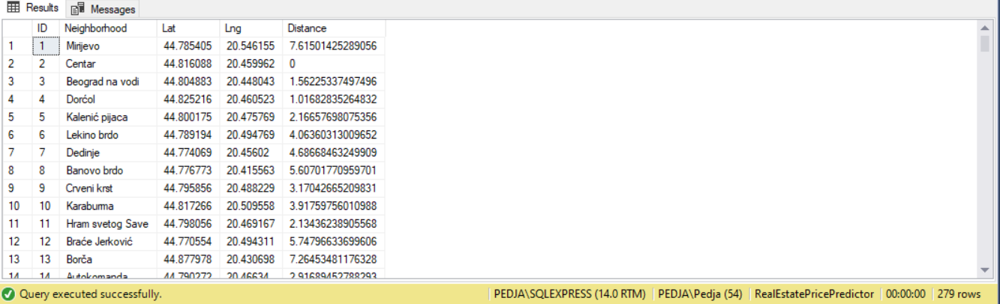 Results Messages
ID Neighborhood Lat Lng Distance
1 1 Mirijevo 44.785405 20.546155 7.61501425289056
2 2 Centar 44.816088 20.459962 0
3 3 Beograd na vodi 44.804883 20.448043 1.56225337497496
4 4 Dorćol 44.825216 20.460523 1.01682835264832
5 5 Kalenić pijaca 44.800175 20.475769 2.16657698075356
6 6 Lekino brdo 44.789194 20.494769 4.06360313009652
7 7 Dedinje 44.774069 20.45602 4.68668463249909
8 8 Banovo brdo 44.776773 20.415563 5.60701770959701
9 9 Crveni krst 44.795856 20.488229 3.17042665209831
10 10 Karaburma 44.817266 20.509558 3.91759756010988
11 11 Hram svetog Save 44.798056 20.469167 2.13436238905568
12 12 Braće Jerković 44.770554 20.494311 5.74796633699606
13 13 Borča 44.877978 20.430698 7.26453481176328
14 14 Autokomanda 44.790272 20.46634 2.91689452788293
Query executed successfully. PEDJA\SQLEXPRESS (14.0 RTM) PEDJA\Pedja (54) RealEstatePricePredictor 00:00:00 279 rows